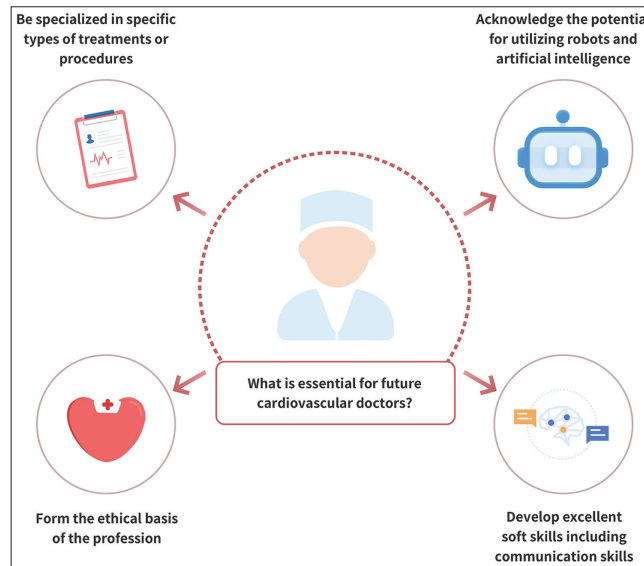 Be specialized in specific
types of treatments or
procedures
Acknowledge the potentia
for utilizing robots and
artificial intelligence
What is essential for future
cardiovascular doctors?
Form the ethical basis
of the profession
Develop excellent
soft skills including
communication skills